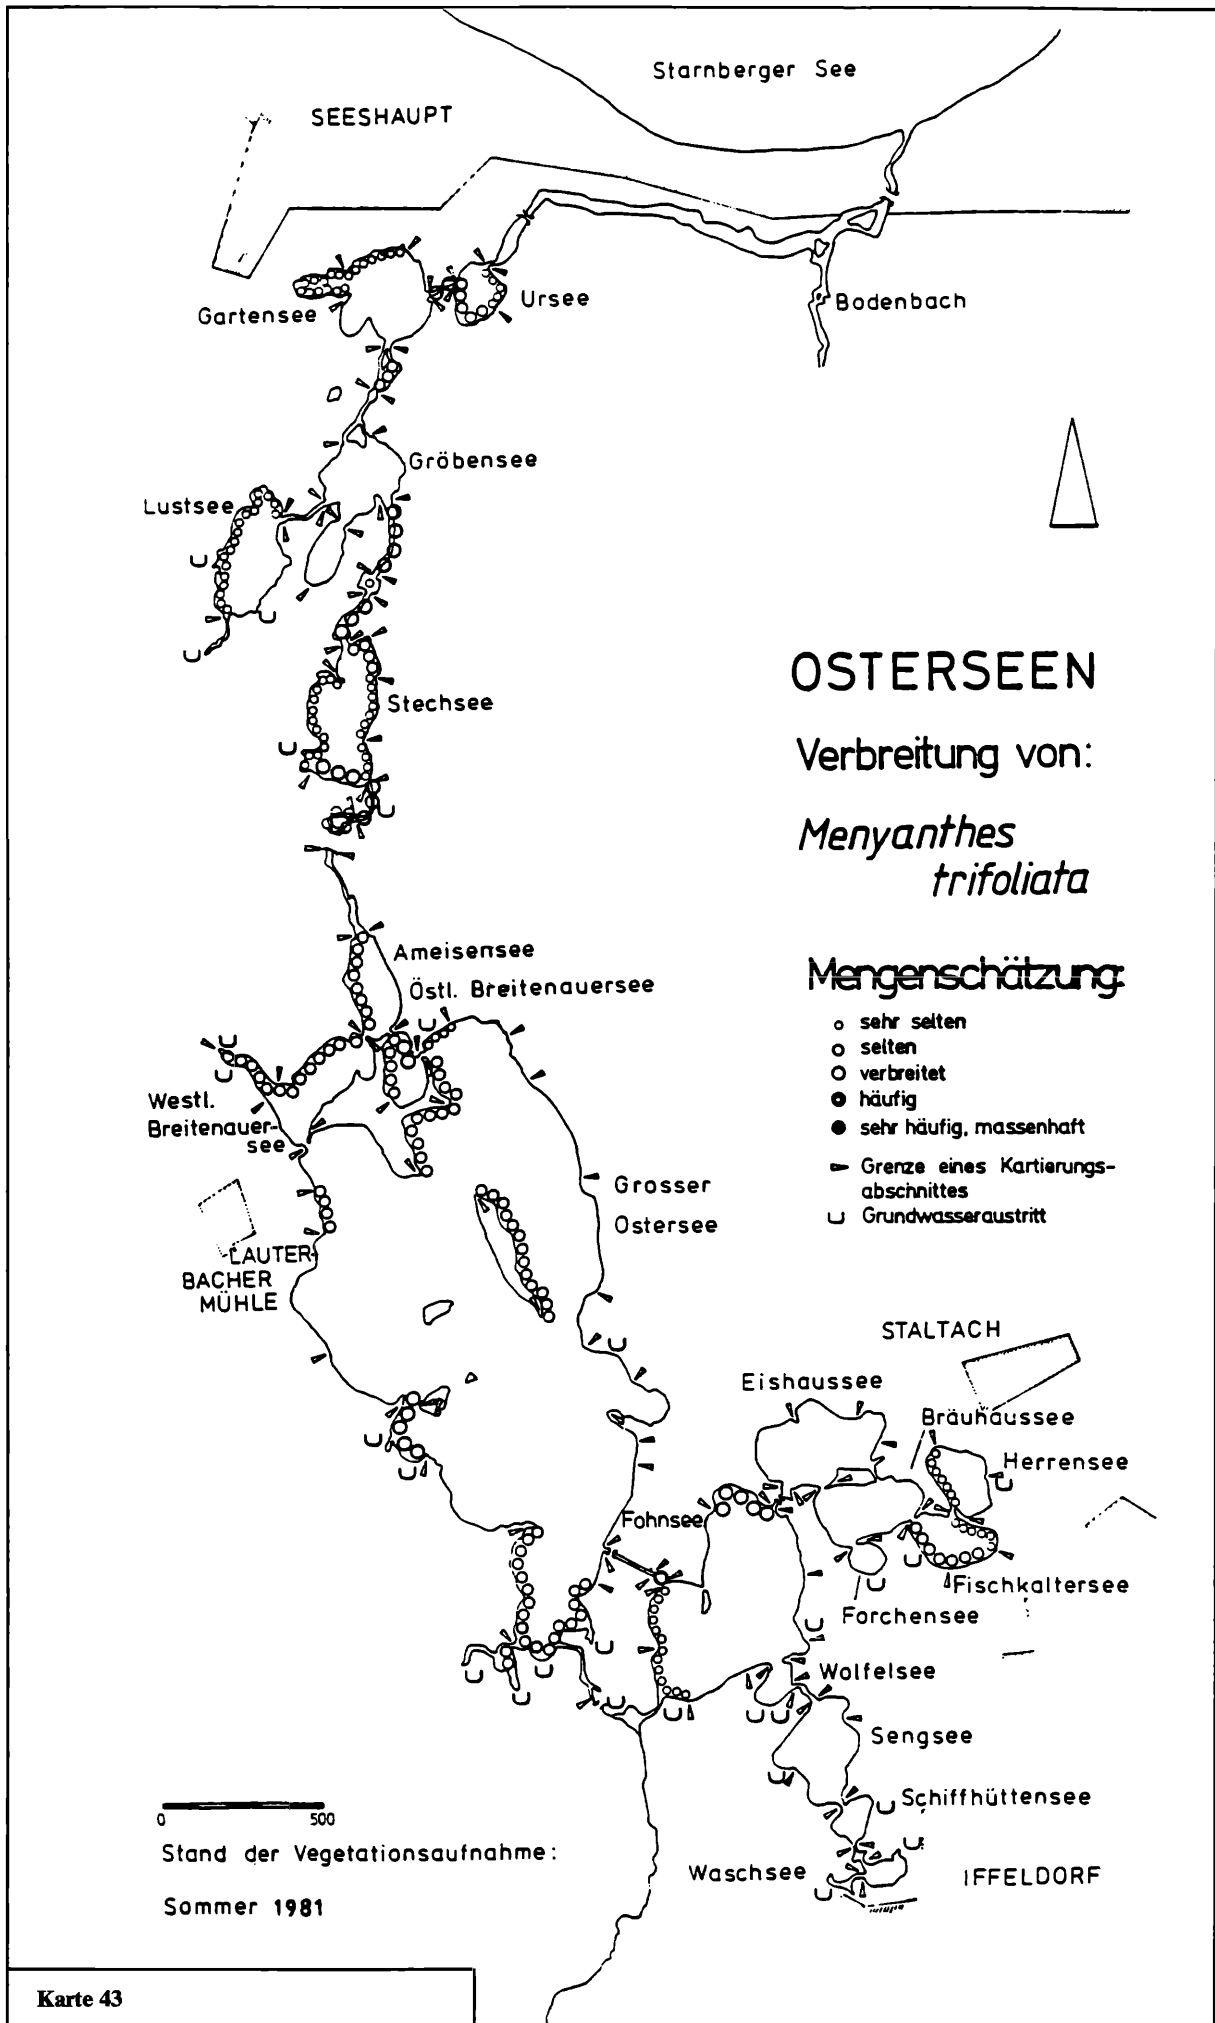 Starnberger See
SEESHAUPT
Gartensee
Ursee
Bodenbach
Gröbensee
Lustsee
OSTERSEEN
Stechsee
Verbreitung von:
Menyanthes
trifoliata
Ameisensee
Östl. Breitenauersee
Mengenschätzung:
sehr selten
selten
verbreitet
häufig
sehr häufig, massenhaft
Grenze eines Kartierungs-
abschnittes
Grundwasseraustritt
Westl.
Breitenauer-
see
Grosser
Ostersee
LAUTER-
BACHER
MÜHLE
STALTACH
Eishaussee
Bräuhaussee
Herrensee
Fohnsee
Fischkaltersee
Forchensee
Wolfelsee
Sengsee
Schiffhüttensee
Waschsee
IFFELDORF
0 500
Stand der Vegetationsaufnahme:
Sommer 1981
Karte 43